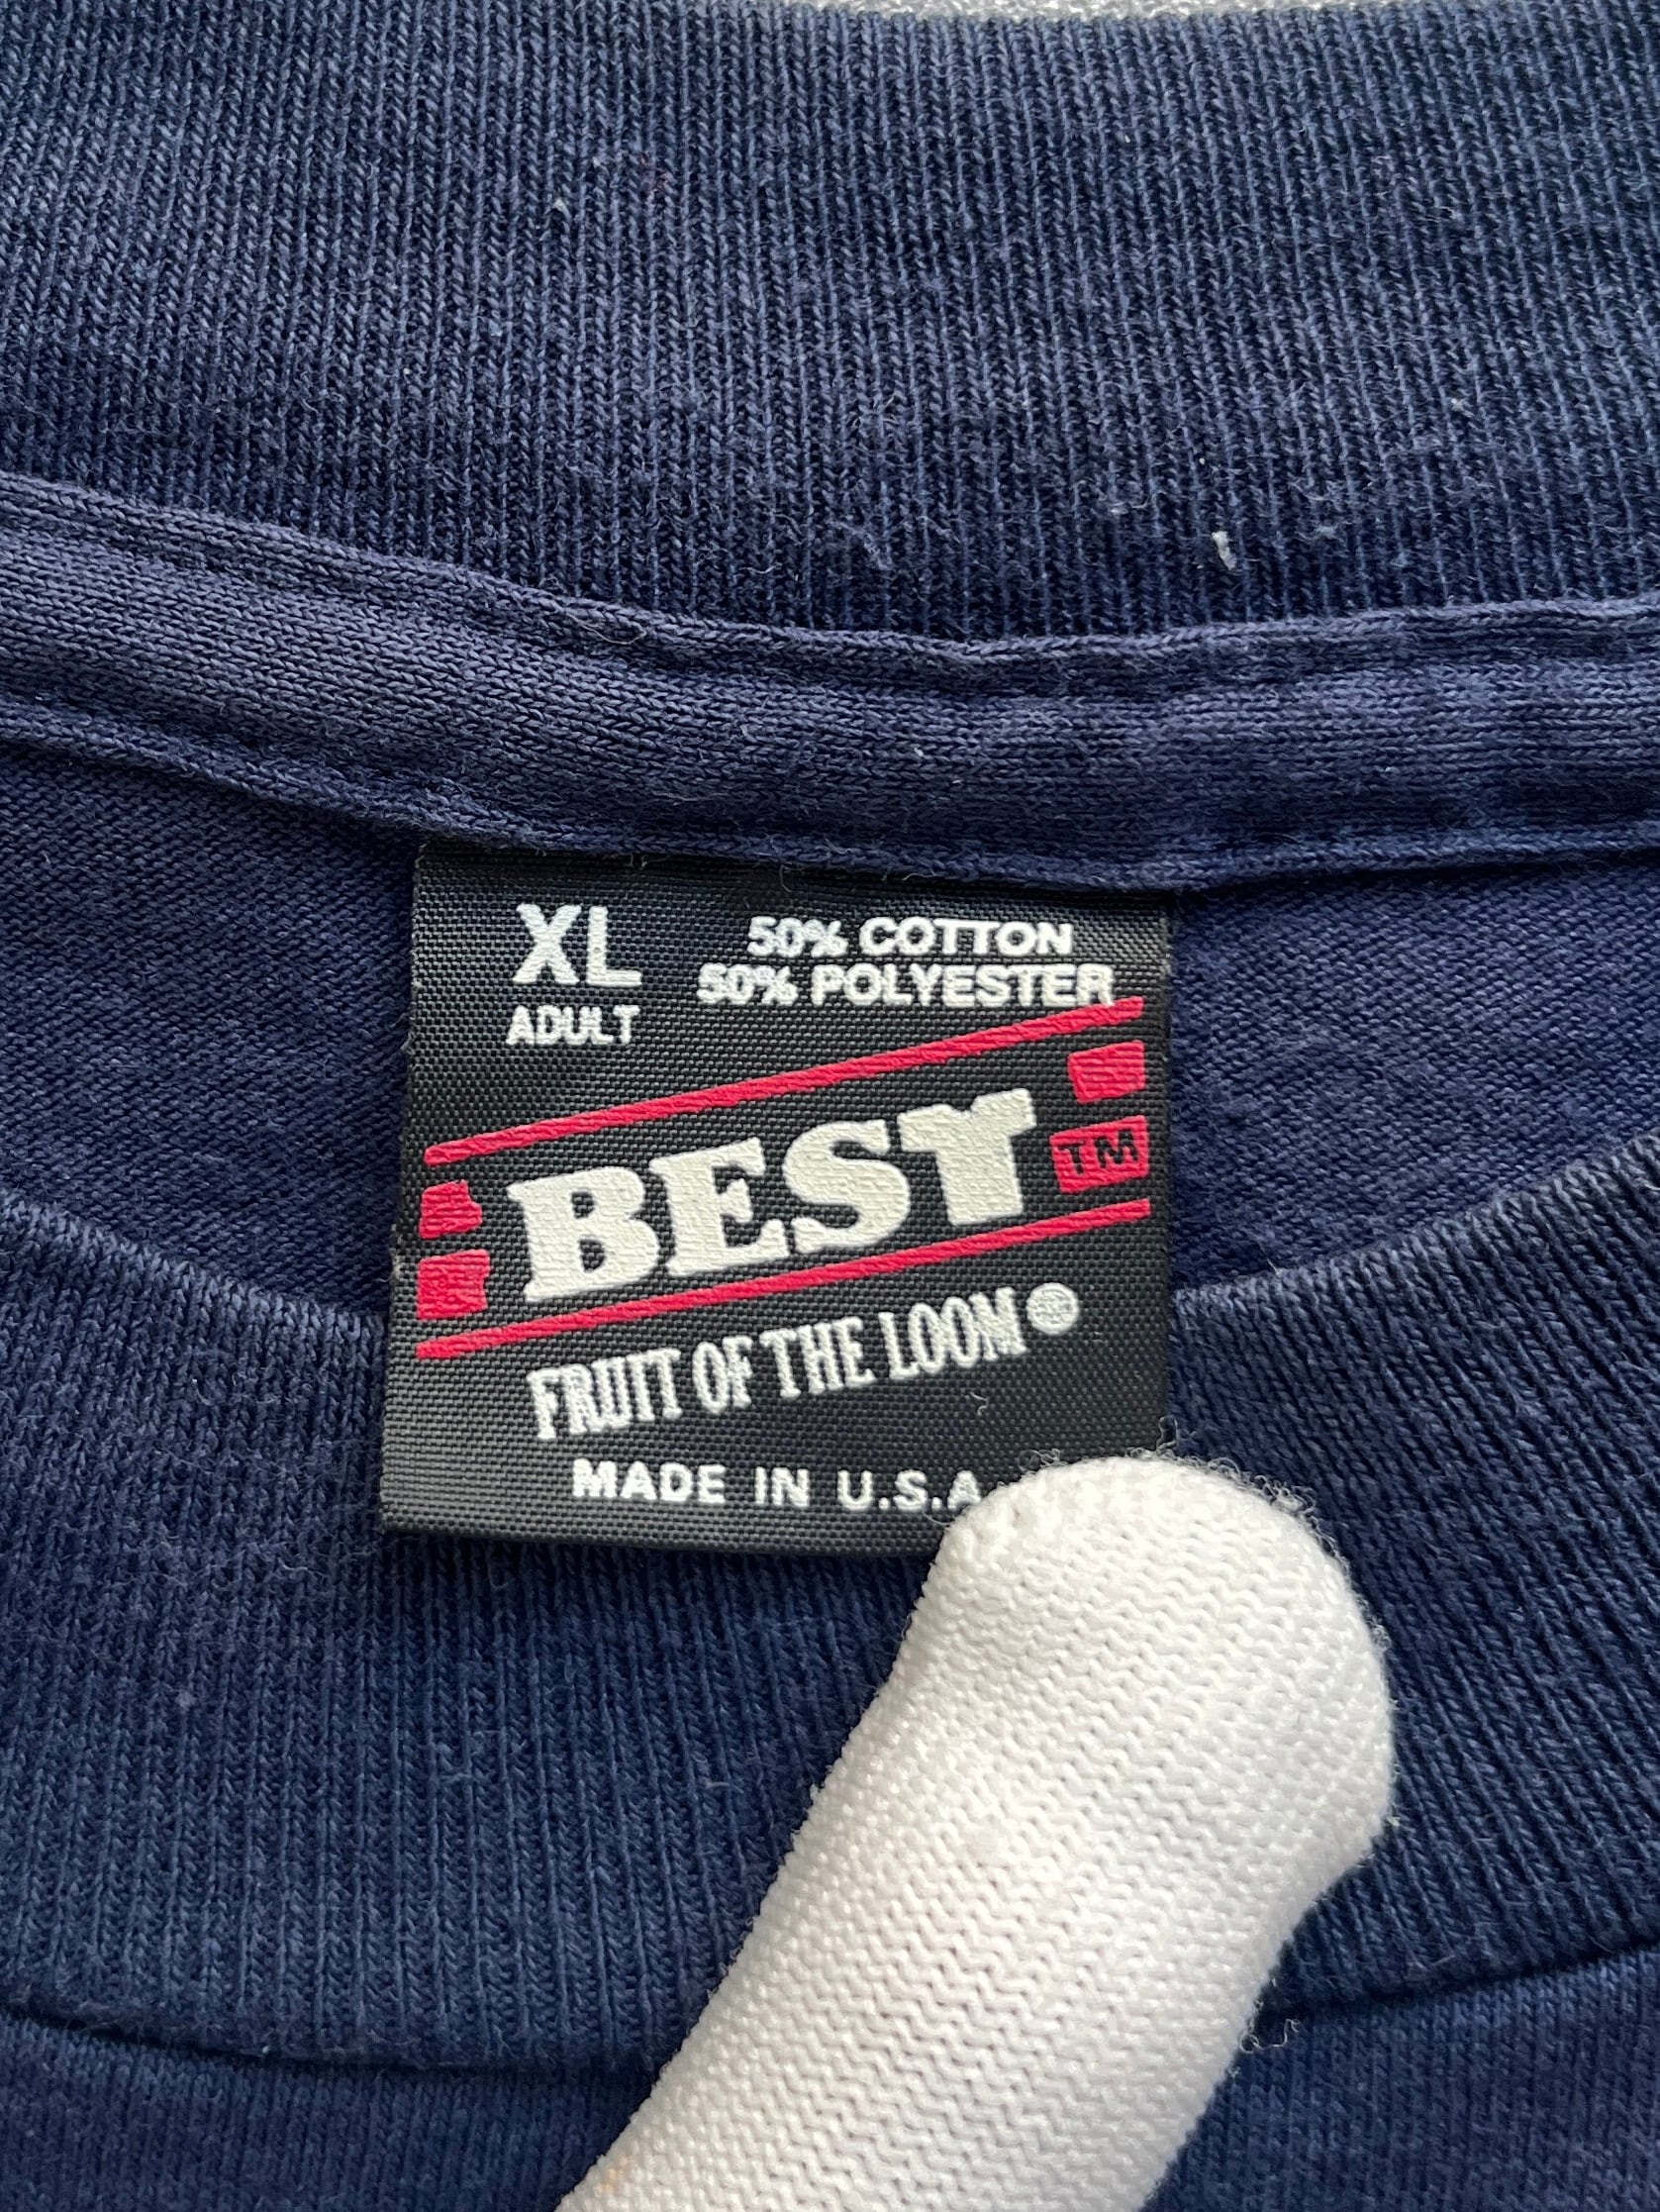 XL
ADULT
50% COTTON
50% POLYESTER
BEST
TM
FRUIT OF THE LOOM
MADE IN U.S.A